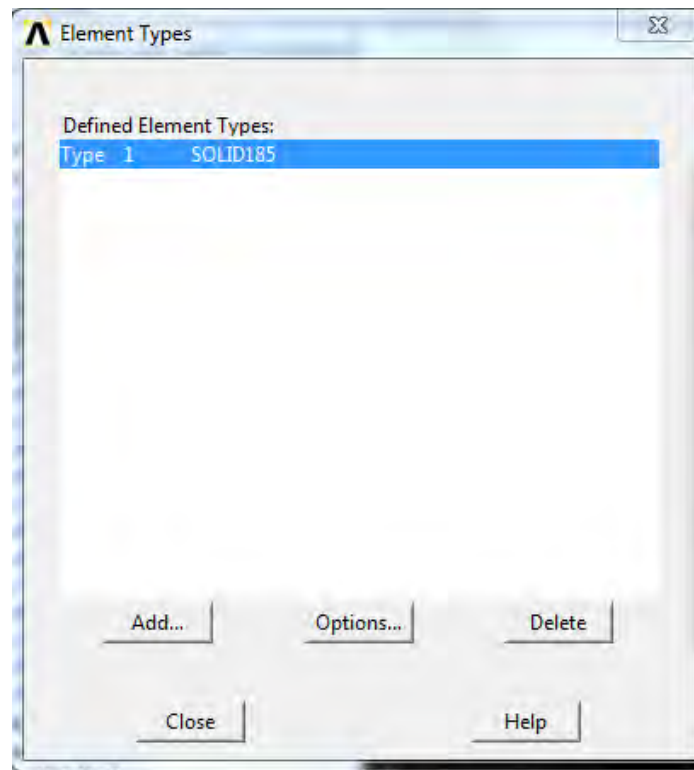 Element Types
Defined Element Types:
Type 1 SOLID185
Add... Options... Delete
Close Help